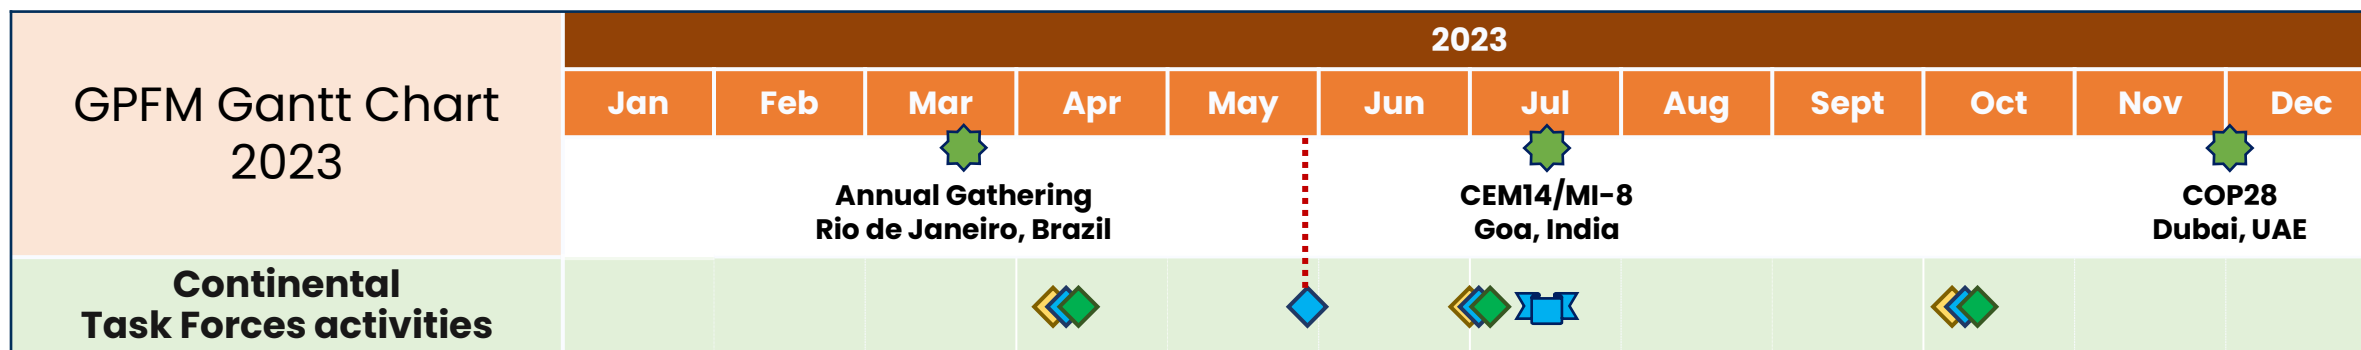 GPFM Gantt Chart
2023
2023
Jan Feb Mar Apr May Jun Jul Aug Sept Oct Nov Dec
Annual Gathering
Rio de Janeiro, Brazil
CEM14/MI-8
Goa, India
COP28
Dubai, UAE
Continental
Task Forces activities